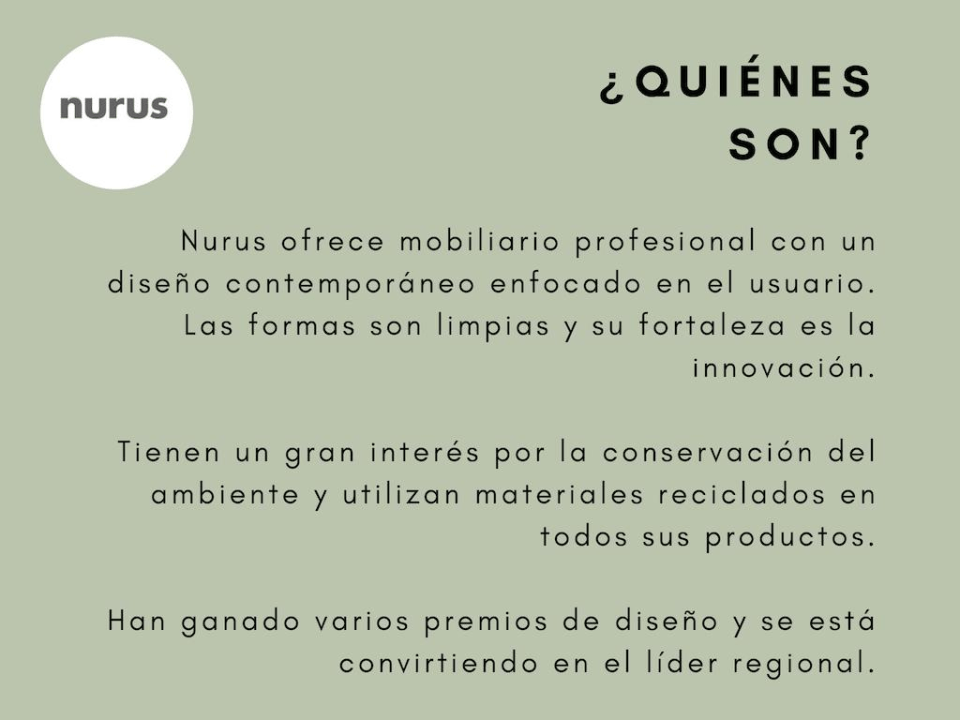 nurus
¿QUIÉNES
SON?
Nurus ofrece mobiliario profesional con un
diseño contemporáneo enfocado en el usuario.
Las formas son limpias y su fortaleza es la
innovación.
Tienen un gran interés por la conservación del
ambiente y utilizan materiales reciclados en
todos sus productos.
Han ganado varios premios de diseño y se está
convirtiendo en el líder regional.